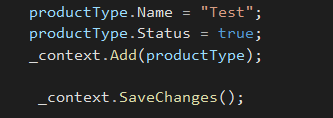 productType.Name = "Test";
productType.Status = true;
_context.Add(productType);
_context.SaveChanges();